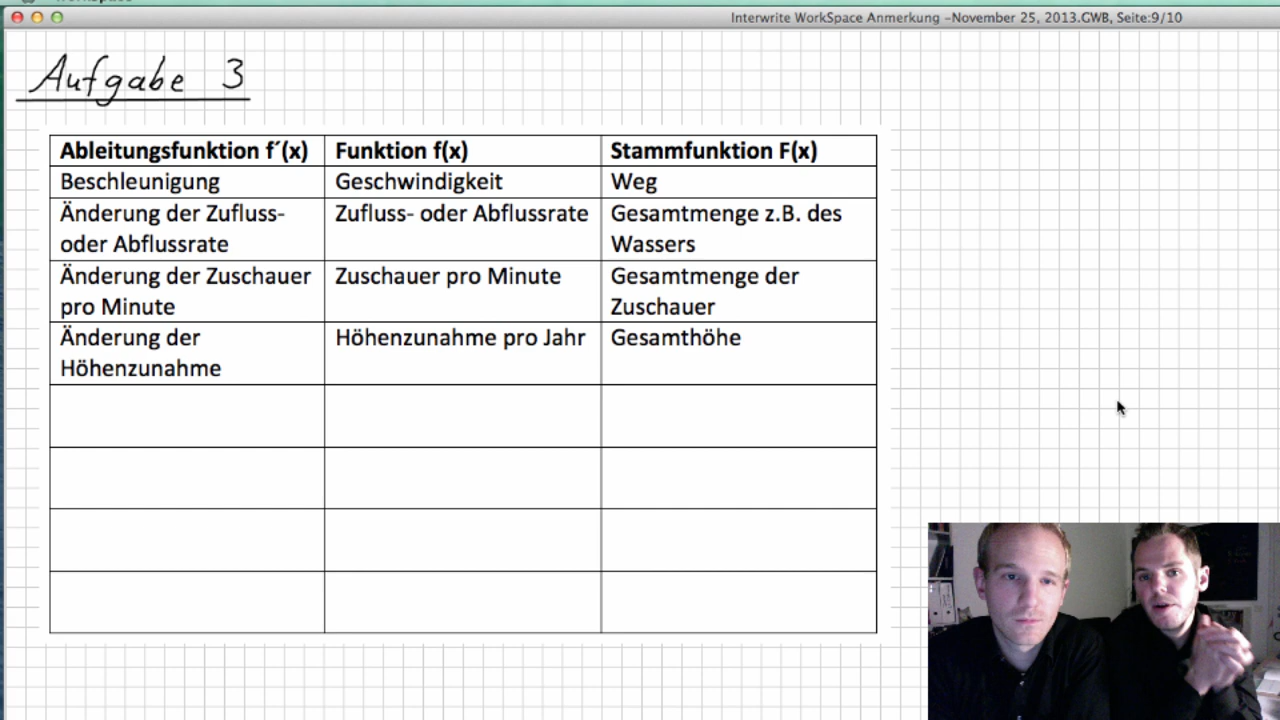 Interwrite WorkSpace Anmerkung –November 25, 2013.GWB, Seite:9/10
Aufgabe 3
Ableitungsfunktion f´(x) Funktion f(x) Stammfunktion F(x)
Beschleunigung Geschwindigkeit Weg
Änderung der Zufluss- Zufluss- oder Abflussrate Gesamtmenge z.B. des
oder Abflussrate Wassers
Änderung der Zuschauer Zuschauer pro Minute Gesamtmenge der
pro Minute Zuschauer
Änderung der Höhenzunahme pro Jahr Gesamthöhe
Höhenzunahme